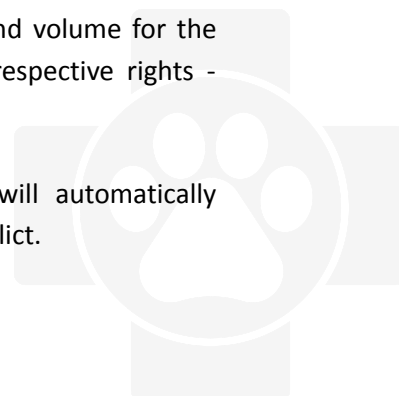 nd volume for the
respective rights -
will automatically
lict.